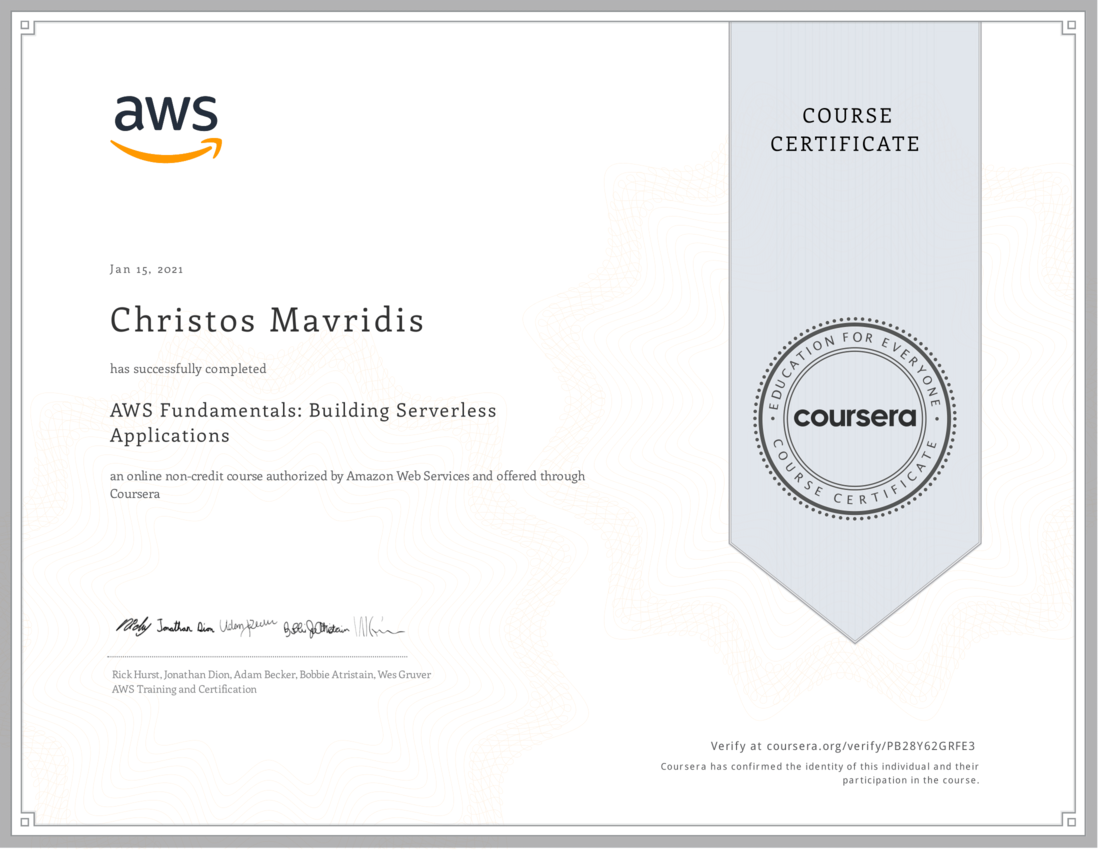 aws
COURSE
CERTIFICATE
Jan 15, 2021
Christos Mavridis
has successfully completed
AWS Fundamentals: Building Serverless
Applications
an online non-credit course authorized by Amazon Web Services and offered through
Coursera
EDUCATION FOR EVERYONE
coursera
COURSE CERTIFICATE
Jonathan Dion
Rick Hurst, Jonathan Dion, Adam Becker, Bobbie Atristain, Wes Gruver
AWS Training and Certification
Verify at coursera.org/verify/PB28Y62GRFE3
Coursera has confirmed the identity of this individual and their
participation in the course.